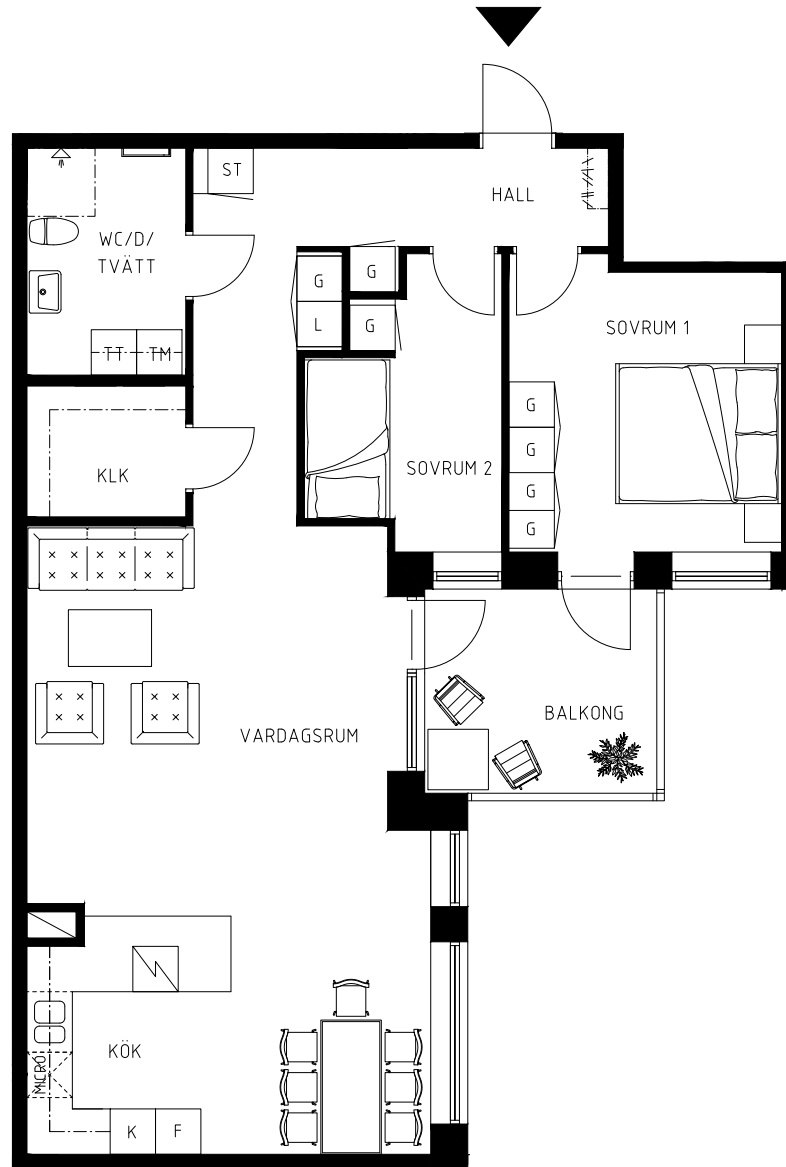 ST
HALL
WC/D/
TVÄTT
G
G
L
G
SOVRUM 1
TT
TM
G
KLK
SOVRUM 2
G
G
G
BALKONG
VARDAGSRUM
KÖK
MICRO
K
F